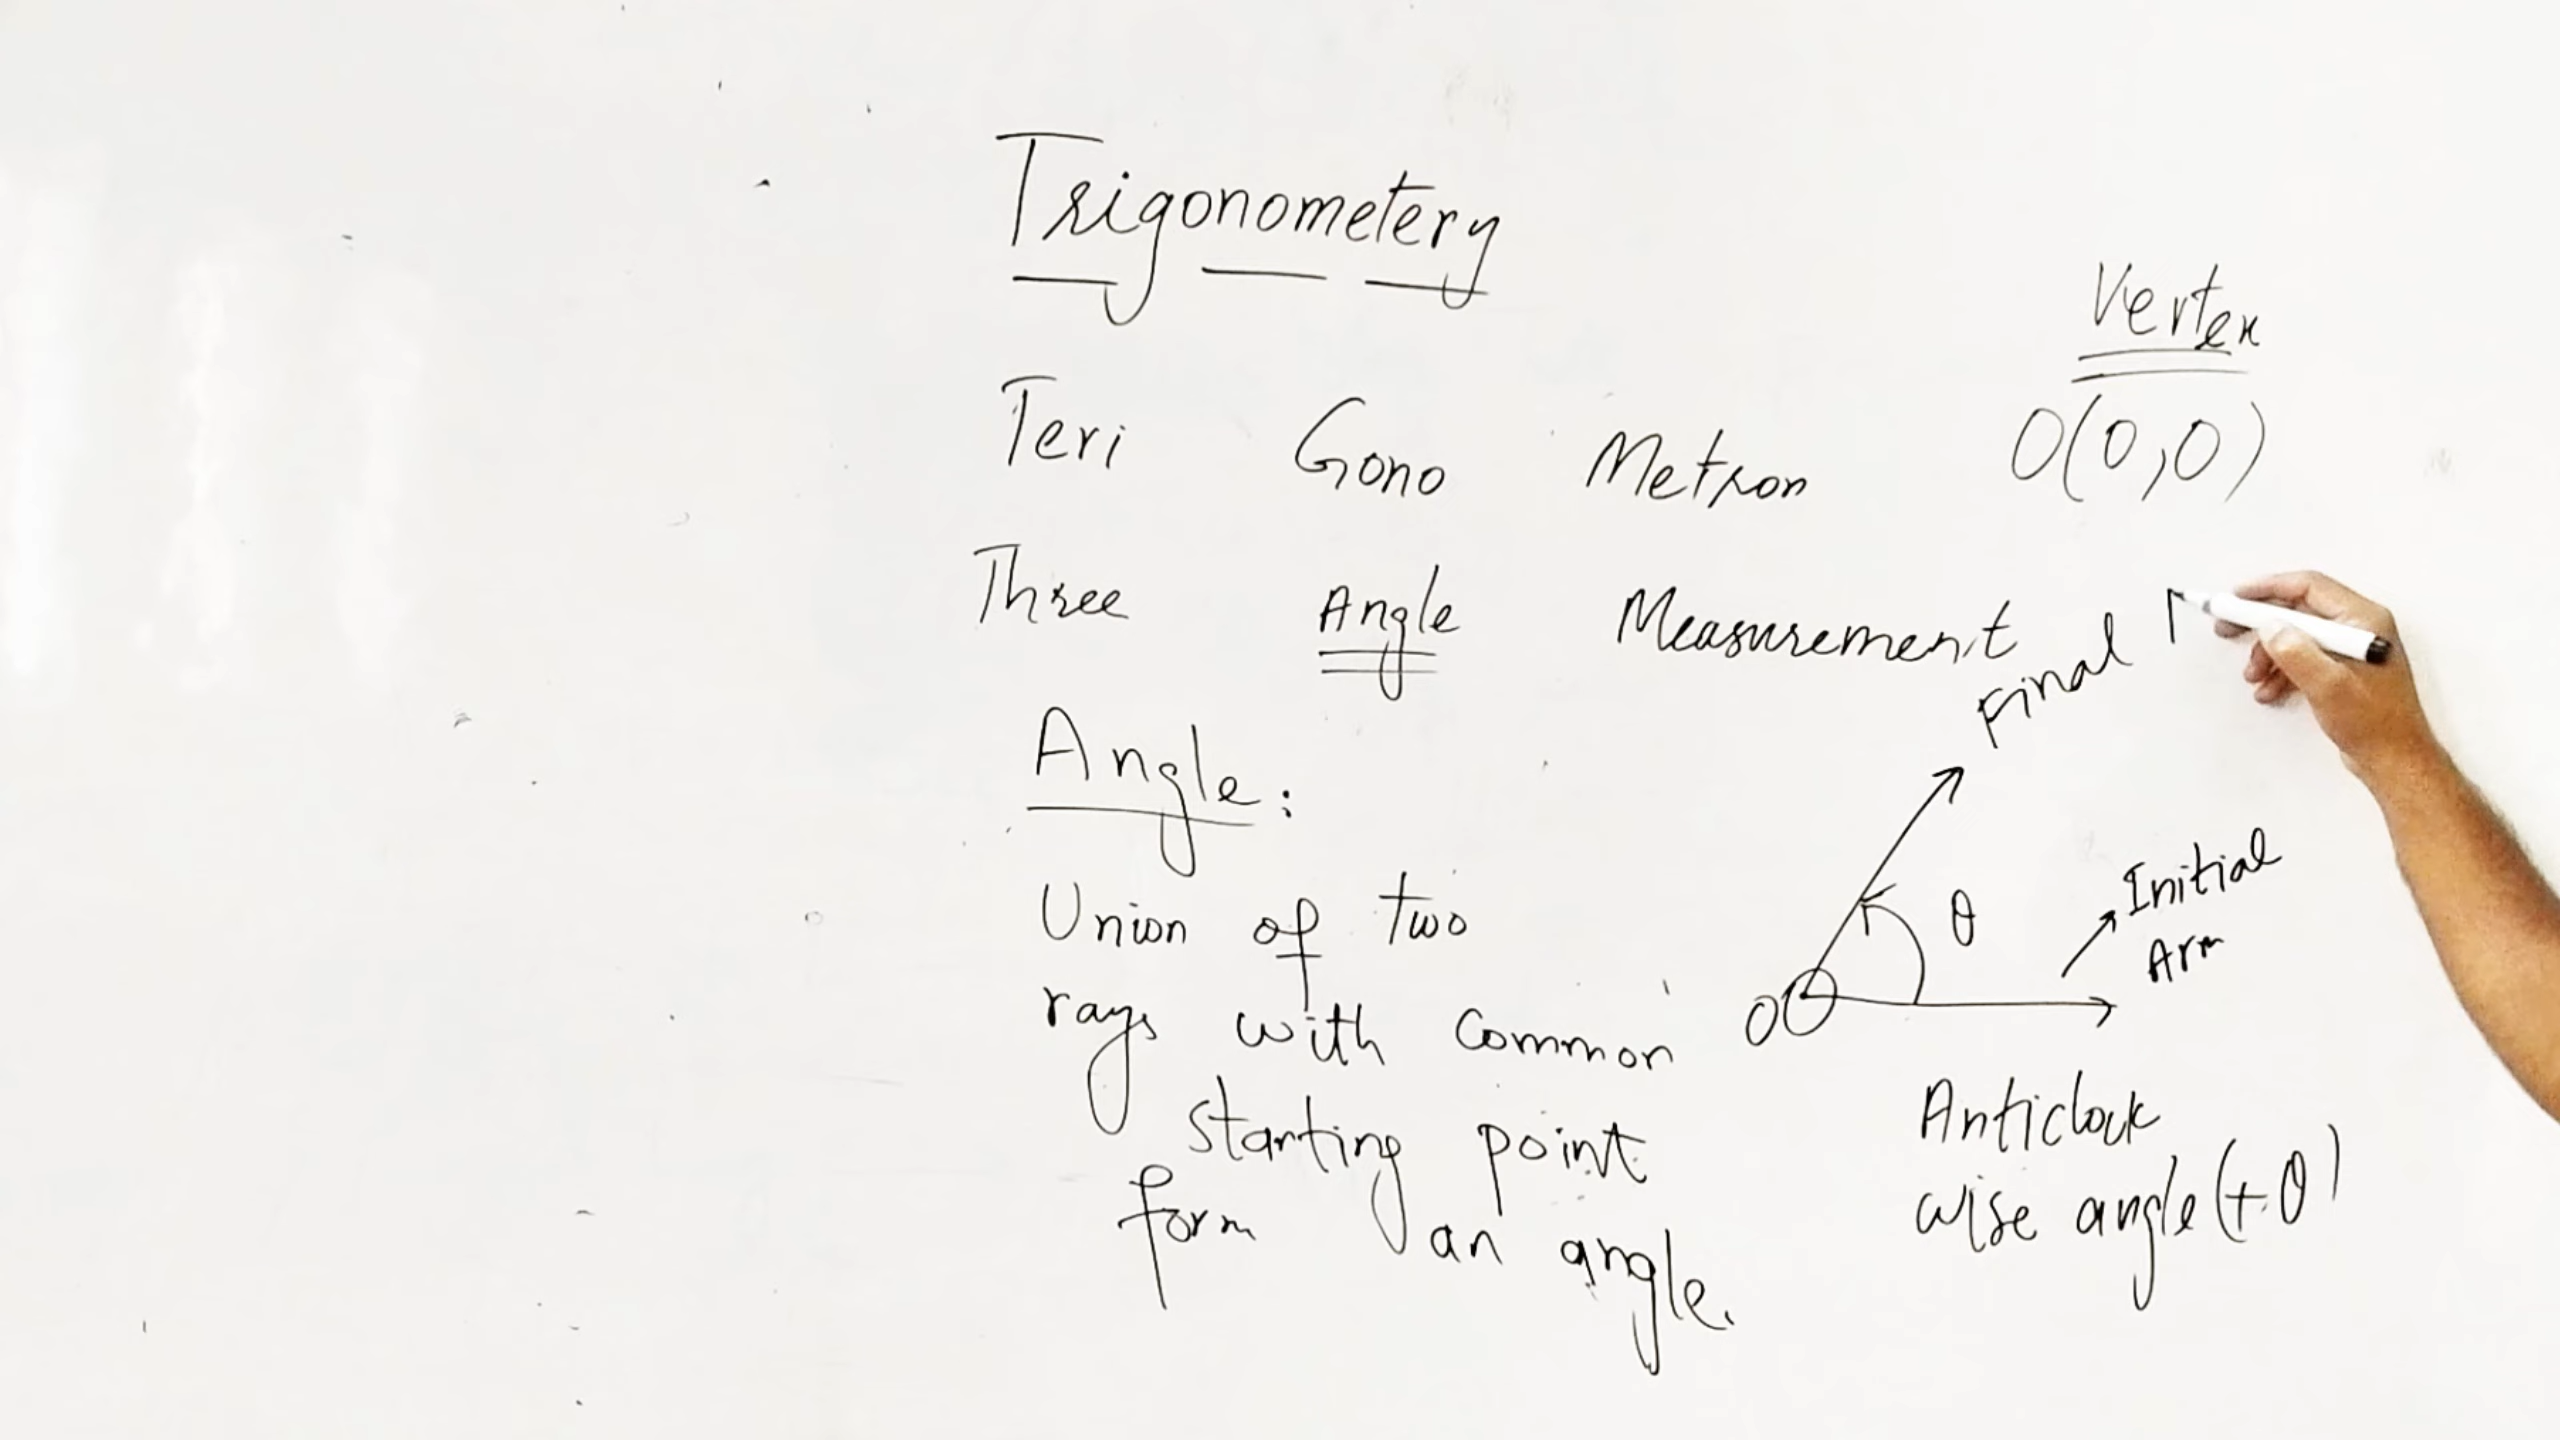 Trigonometery
Teri Gono Metron
Three Angle Measurement
Angle:
Union of two
rays with common
starting point
form an angle.
Vertex
O(0,0)
Final
θ
Initial
Arm
O
Anticlock
wise angle (+θ)